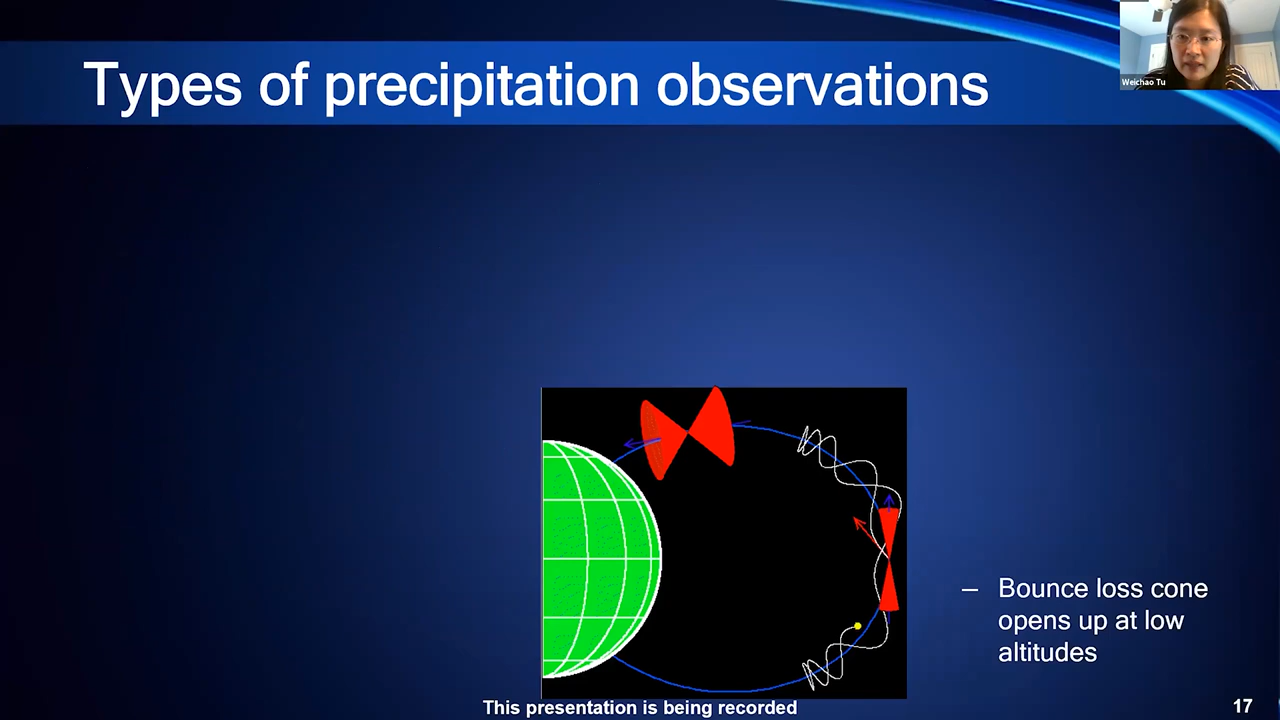 Types of precipitation observations
Weichao Tu
– Bounce loss cone
opens up at low
altitudes
This presentation is being recorded
17